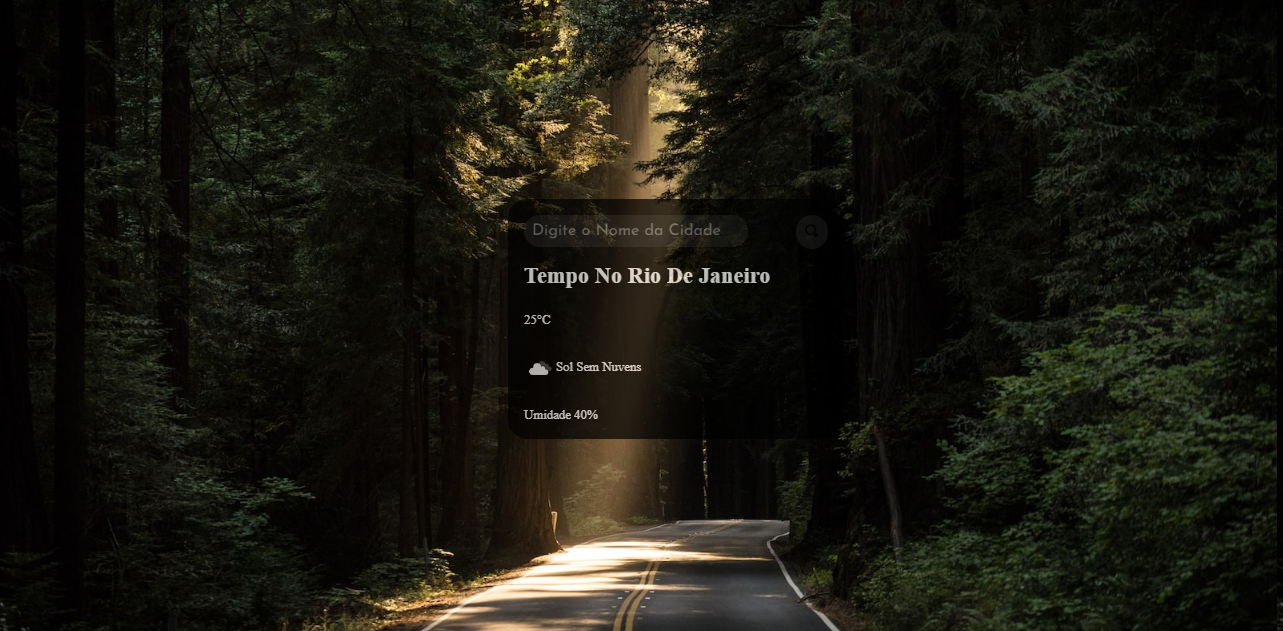 Digite o Nome da Cidade
Tempo No Rio De Janeiro
25°C
Sol Sem Nuvens
Umidade 40%